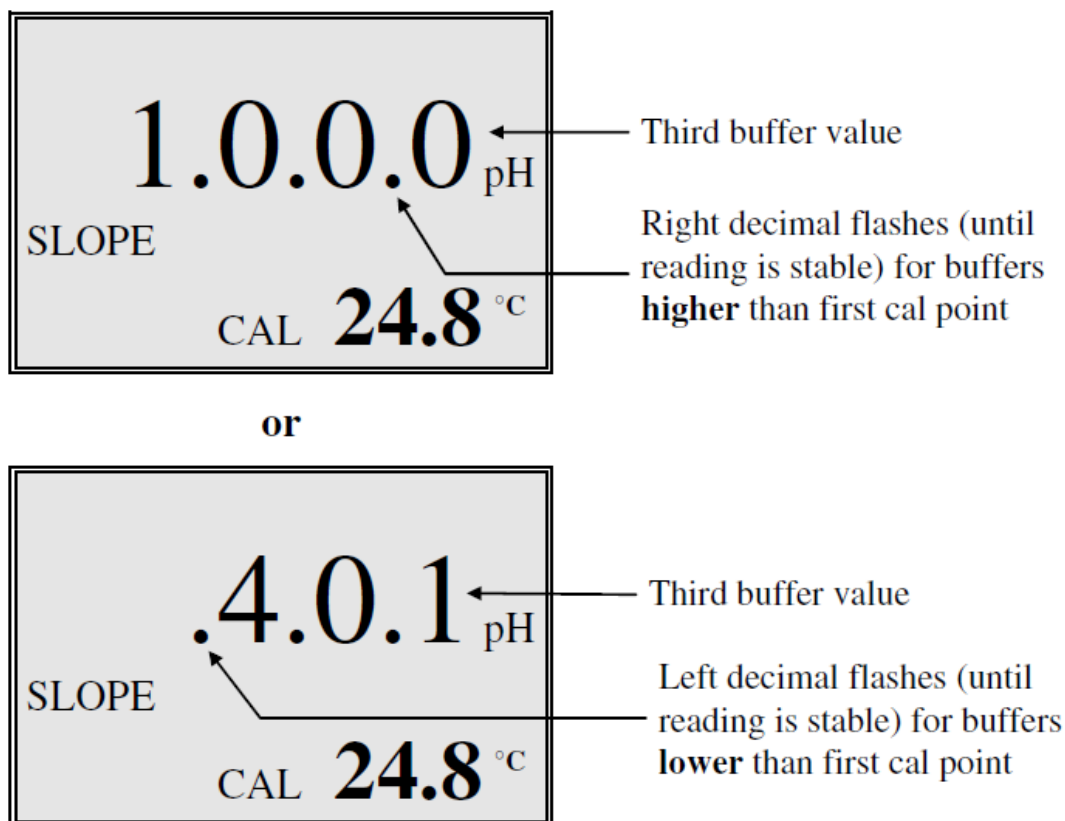 1.0.0.0 pH
Third buffer value
Right decimal flashes (until
reading is stable) for buffers
higher than first cal point
SLOPE
CAL 24.8 °C
or
.4.0.1 pH
Third buffer value
Left decimal flashes (until
reading is stable) for buffers
lower than first cal point
SLOPE
CAL 24.8 °C